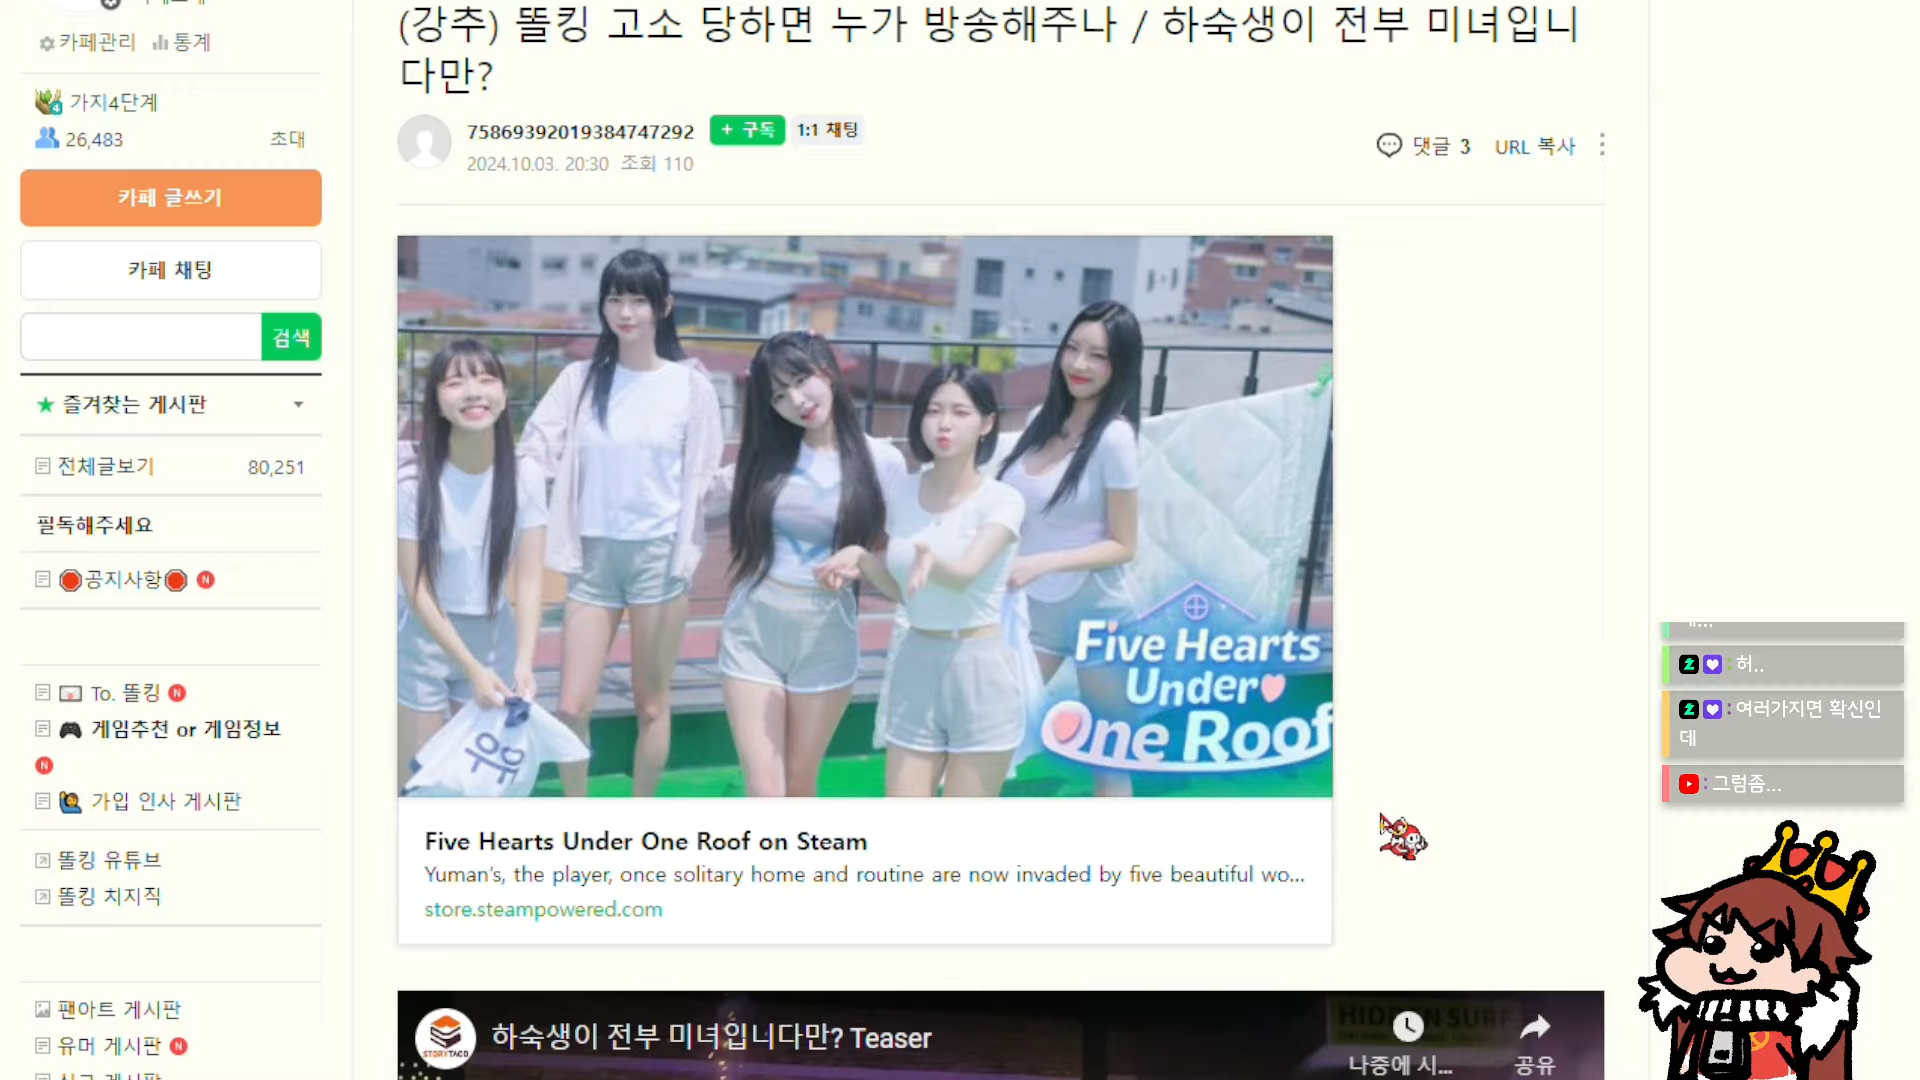 카페관리 통계
가지4단계
26,483 초대
카페 글쓰기
카페 채팅
검색
즐겨찾는 게시판
전체글보기 80,251
필독해주세요
공지사항 N
To. 똘킹 N
게임추천 or 게임정보
N
가입 인사 게시판
똘킹 유튜브
똘킹 치지직
팬아트 게시판
유머 게시판 N
(강추) 똘킹 고소 당하면 누가 방송해주나 / 하숙생이 전부 미녀입니
다만?
75869392019384747292 + 구독 1:1 채팅
2024.10.03. 20:30 조회 110
댓글 3 URL 복사
우유
Five Hearts
Under
One Roof
Five Hearts Under One Roof on Steam
Yuman's, the player, once solitary home and routine are now invaded by five beautiful wo...
store.steampowered.com
STORYTACO
하숙생이 전부 미녀입니다만? Teaser
나중에 시...
공유
: 허..
: 여러가지면 확신인
데
: 그럼좀...